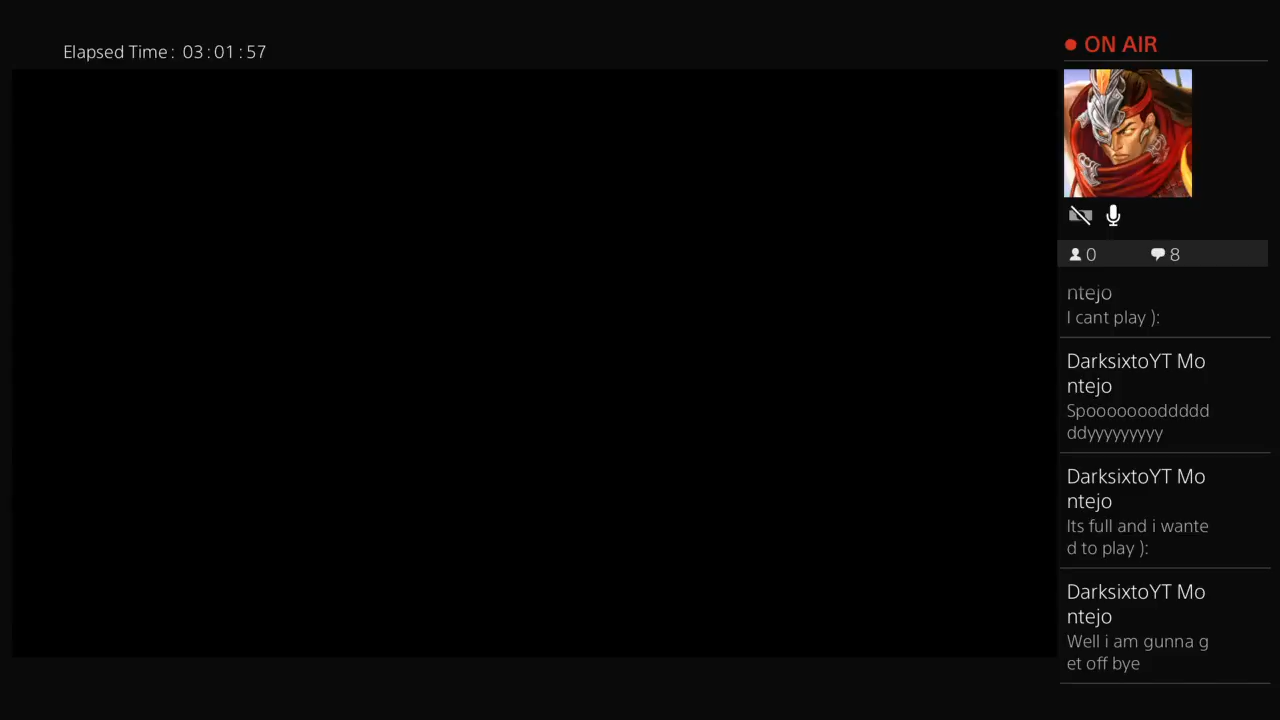 Elapsed Time: 03:01:57
ON AIR
0 8
ntejo
I cant play ):
DarksixtoYT Mo
ntejo
Spoooooooddddd
ddyyyyyyyyy
DarksixtoYT Mo
ntejo
Its full and i wante
d to play ):
DarksixtoYT Mo
ntejo
Well i am gunna g
et off bye